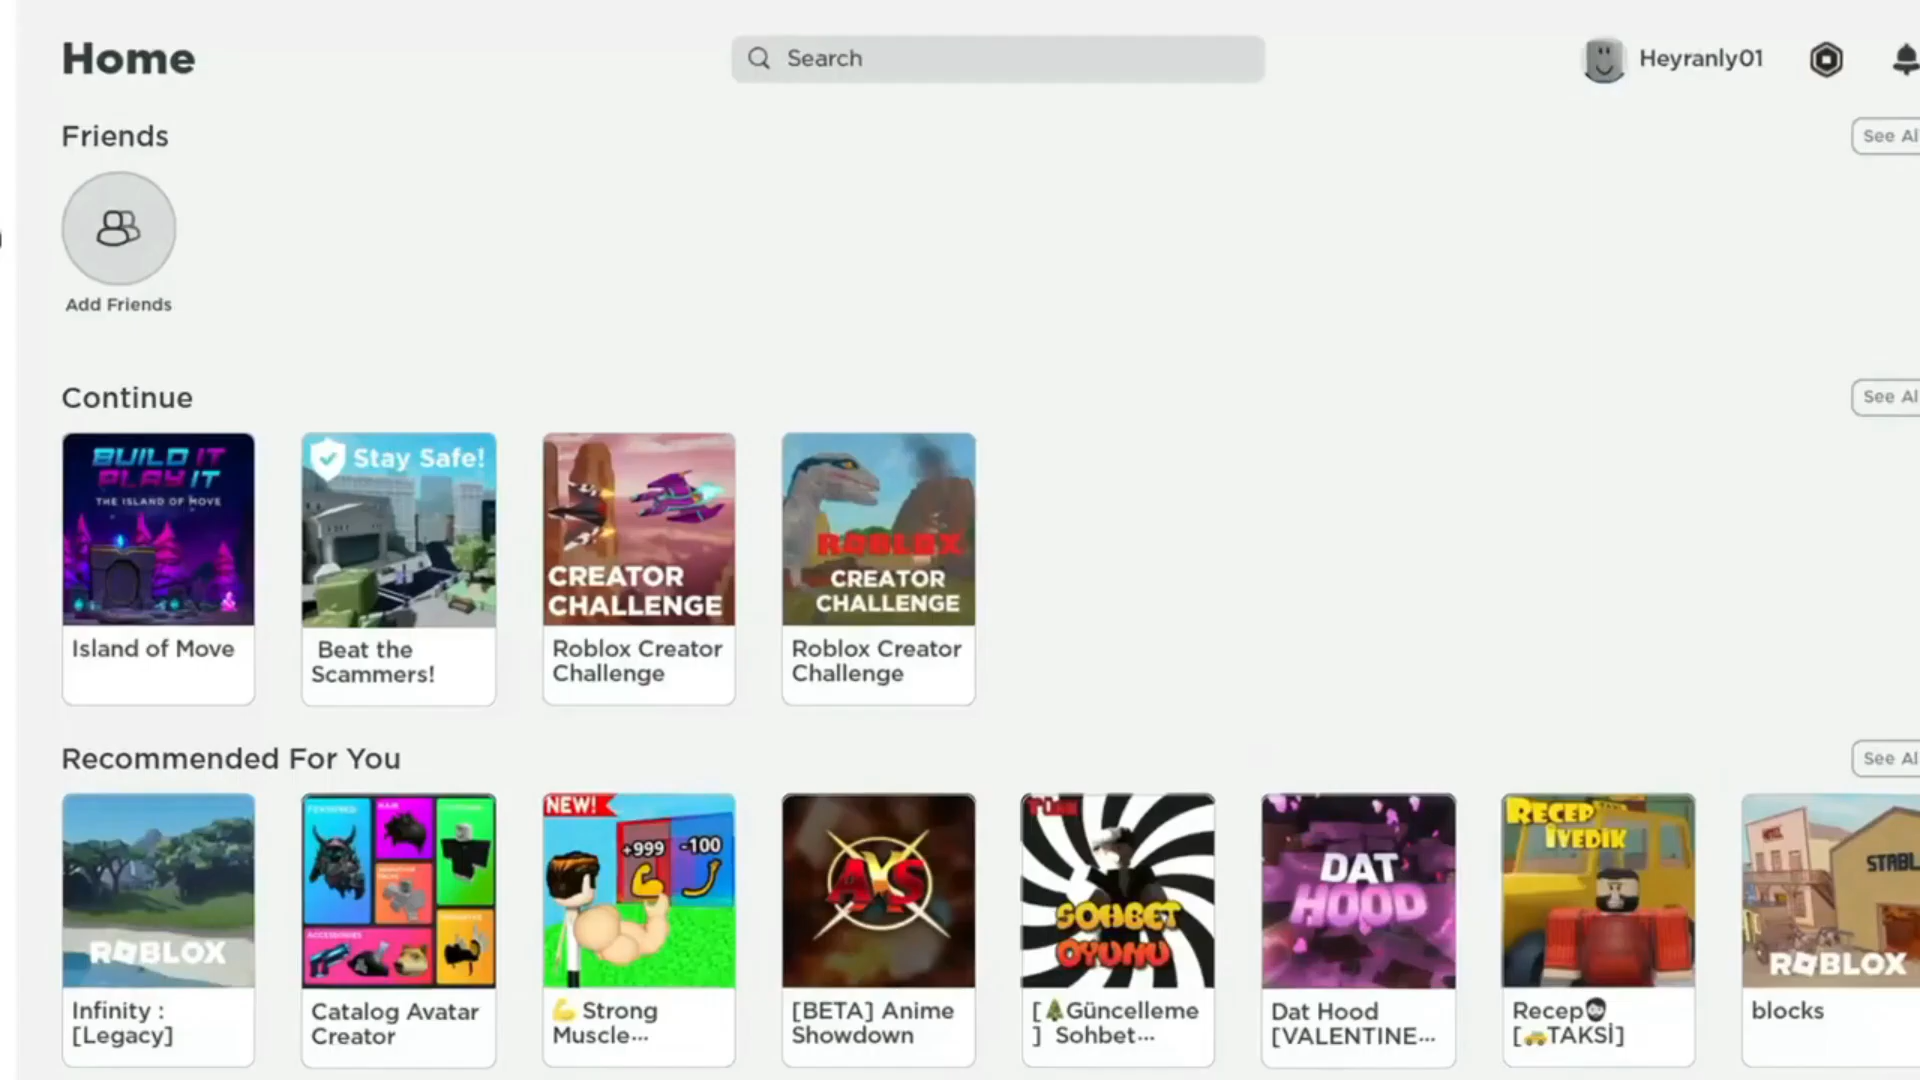 Home
Search
Heyranly01
Friends
See Al
Add Friends
Continue
See Al
BUILD IT
PLAY IT
THE ISLAND OF MOVE
Stay Safe!
CREATOR
CHALLENGE
ROBLOX
CREATOR
CHALLENGE
Island of Move
Beat the
Scammers!
Roblox Creator
Challenge
Roblox Creator
Challenge
Recommended For You
See Al
ROBLOX
HAIR
ACCESSORIES
NEW!
+999
-100
AXS
SOHBET
OYUNU
DAT
HOOD
RECEP
İVEDİK
STABL
ROBLOX
Infinity :
[Legacy]
Catalog Avatar
Creator
💪 Strong
Muscle...
[BETA] Anime
Showdown
[🎄Güncelleme
] Sohbet...
Dat Hood
[VALENTINE...
Recep🧔🏻
[🚕TAKSİ]
blocks